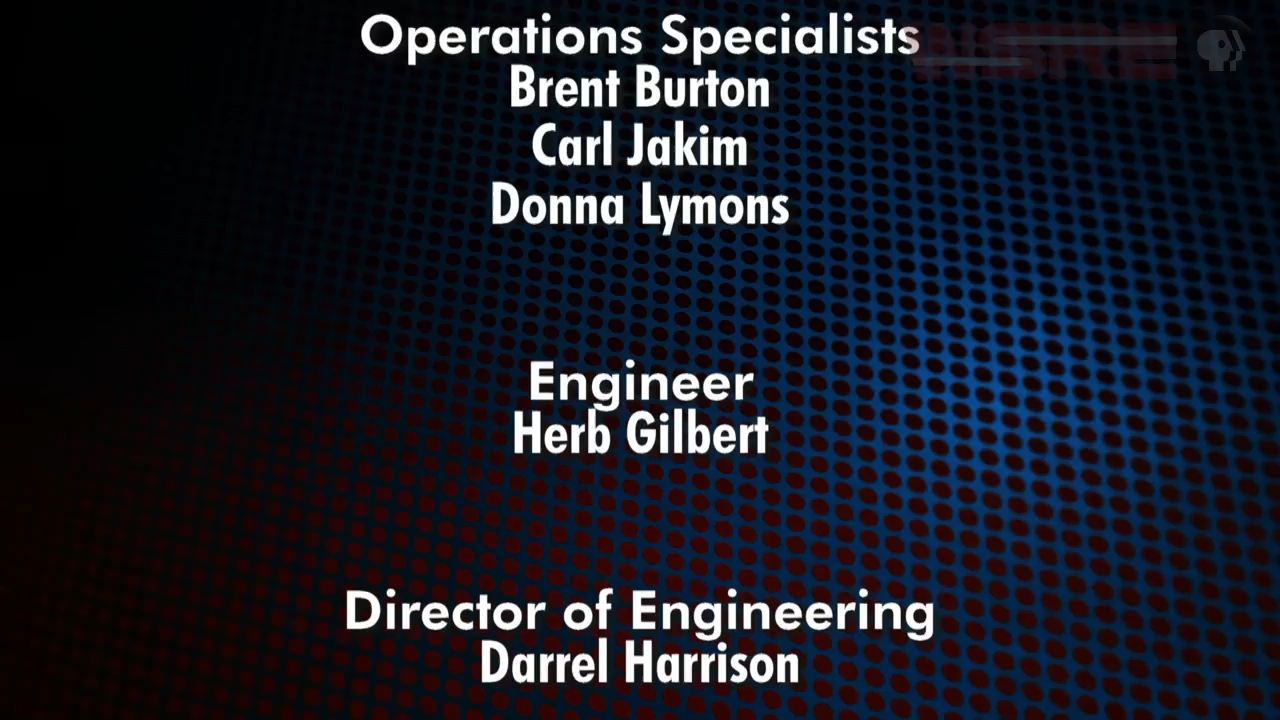 Operations Specialists
Brent Burton
Carl Jakim
Donna Lymons
Engineer
Herb Gilbert
Director of Engineering
Darrel Harrison